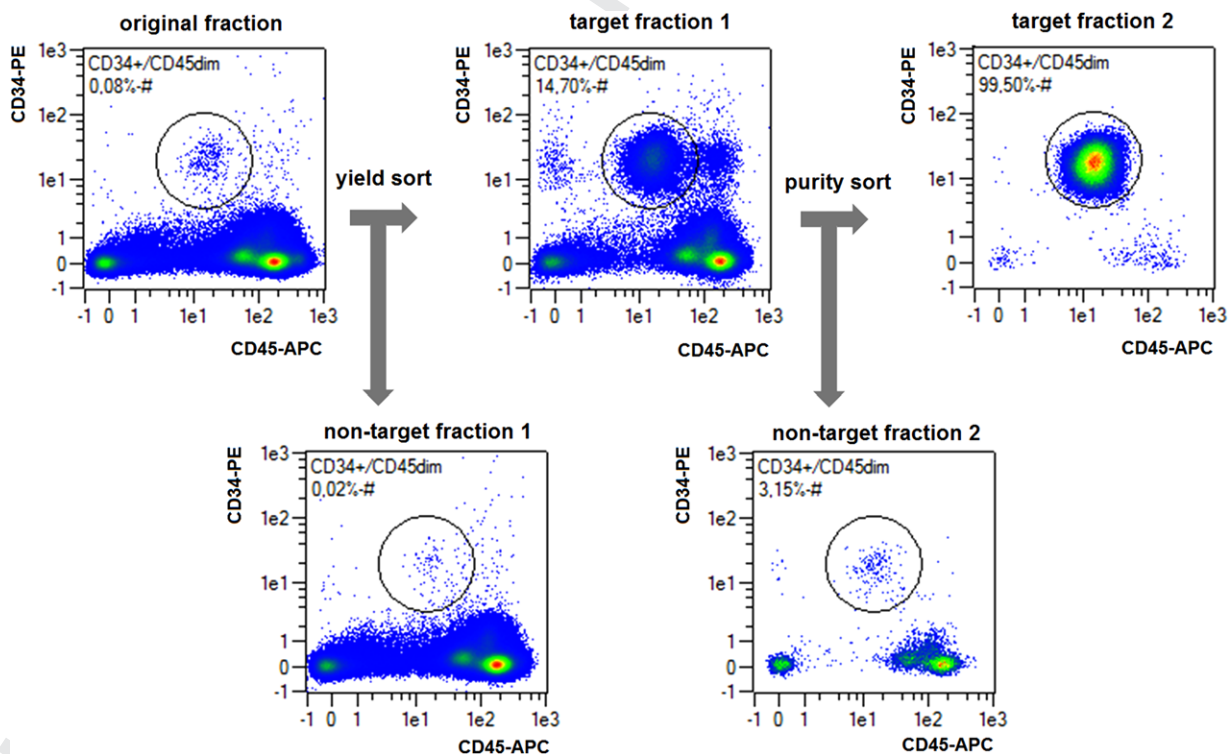 original fraction
target fraction 1
target fraction 2
CD34-PE
1e3
1e2
1e1
1
0
-1
CD34+/CD45dim
0,08%-#
-1 0 1 1e1 1e2 1e3
CD45-APC
yield sort
CD34-PE
1e3
1e2
1e1
1
0
-1
CD34+/CD45dim
14,70%-#
-1 0 1 1e1 1e2 1e3
CD45-APC
purity sort
CD34-PE
1e3
1e2
1e1
1
0
-1
CD34+/CD45dim
99,50%-#
-1 0 1 1e1 1e2 1e3
CD45-APC
non-target fraction 1
CD34-PE
1e3
1e2
1e1
1
0
-1
CD34+/CD45dim
0,02%-#
-1 0 1 1e1 1e2 1e3
CD45-APC
non-target fraction 2
CD34-PE
1e3
1e2
1e1
1
0
-1
CD34+/CD45dim
3,15%-#
-1 0 1 1e1 1e2 1e3
CD45-APC